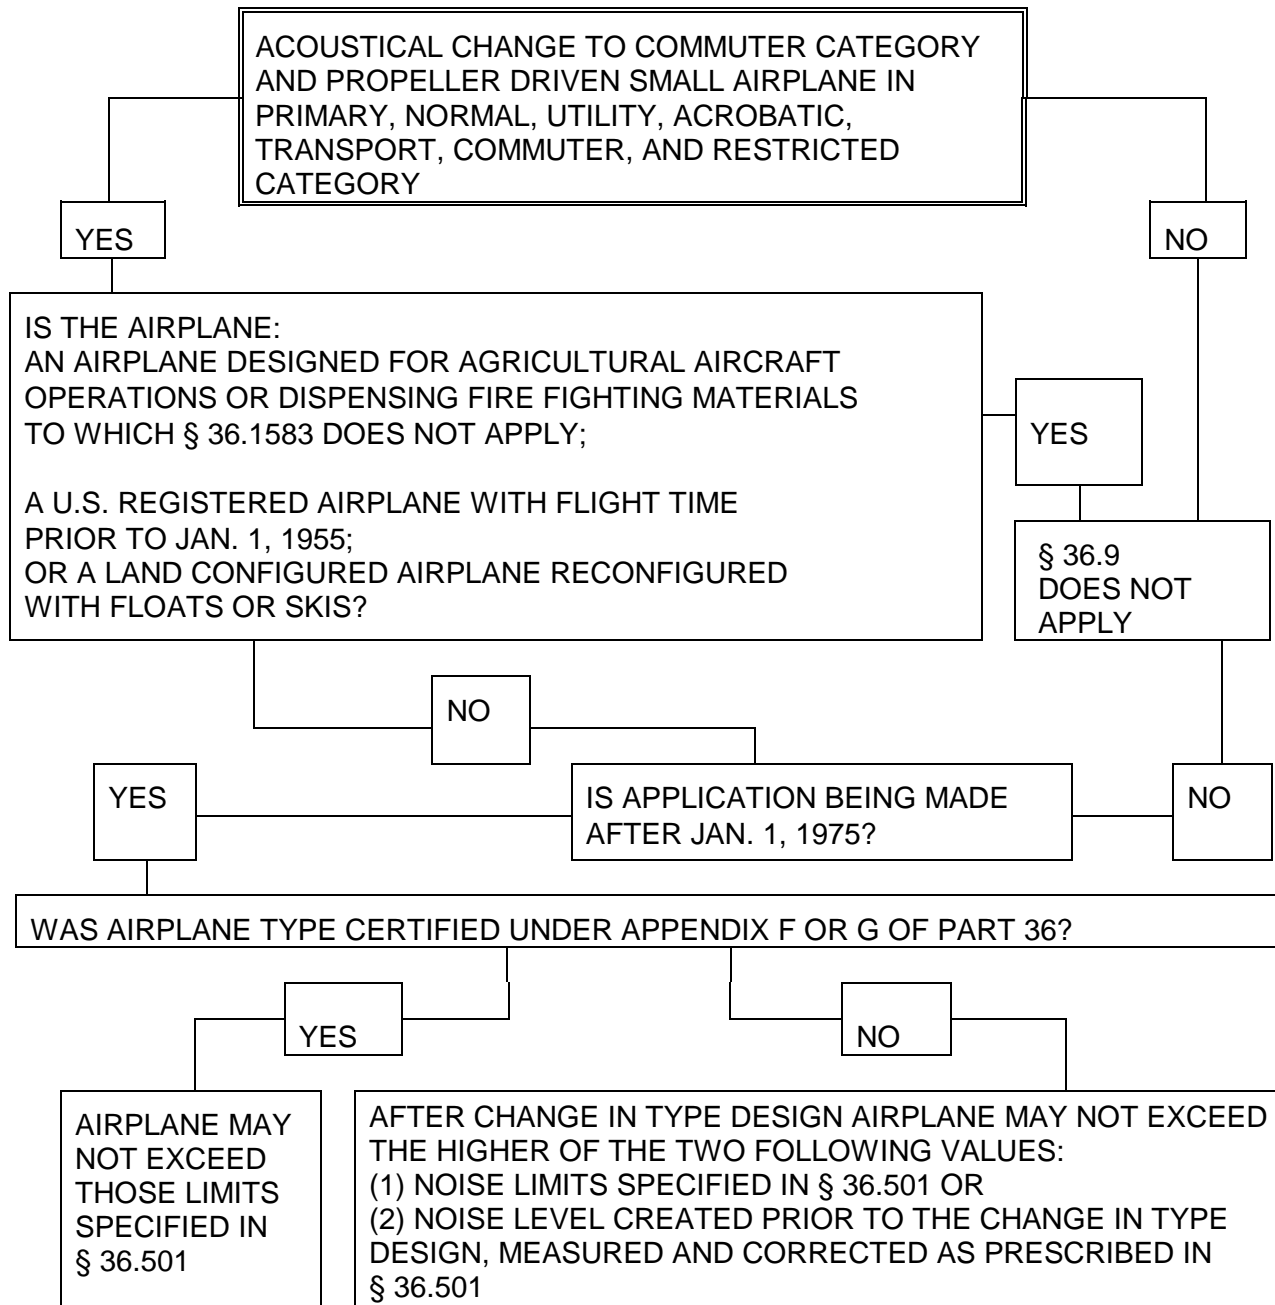 ACOUSTICAL CHANGE TO COMMUTER CATEGORY
AND PROPELLER DRIVEN SMALL AIRPLANE IN
PRIMARY, NORMAL, UTILITY, ACROBATIC,
TRANSPORT, COMMUTER, AND RESTRICTED
CATEGORY
YES
NO
IS THE AIRPLANE:
AN AIRPLANE DESIGNED FOR AGRICULTURAL AIRCRAFT
OPERATIONS OR DISPENSING FIRE FIGHTING MATERIALS
TO WHICH § 36.1583 DOES NOT APPLY;
A U.S. REGISTERED AIRPLANE WITH FLIGHT TIME
PRIOR TO JAN. 1, 1955;
OR A LAND CONFIGURED AIRPLANE RECONFIGURED
WITH FLOATS OR SKIS?
YES
§ 36.9
DOES NOT
APPLY
NO
YES
IS APPLICATION BEING MADE
AFTER JAN. 1, 1975?
NO
WAS AIRPLANE TYPE CERTIFIED UNDER APPENDIX F OR G OF PART 36?
YES
NO
AIRPLANE MAY
NOT EXCEED
THOSE LIMITS
SPECIFIED IN
§ 36.501
AFTER CHANGE IN TYPE DESIGN AIRPLANE MAY NOT EXCEED
THE HIGHER OF THE TWO FOLLOWING VALUES:
(1) NOISE LIMITS SPECIFIED IN § 36.501 OR
(2) NOISE LEVEL CREATED PRIOR TO THE CHANGE IN TYPE
DESIGN, MEASURED AND CORRECTED AS PRESCRIBED IN
§ 36.501